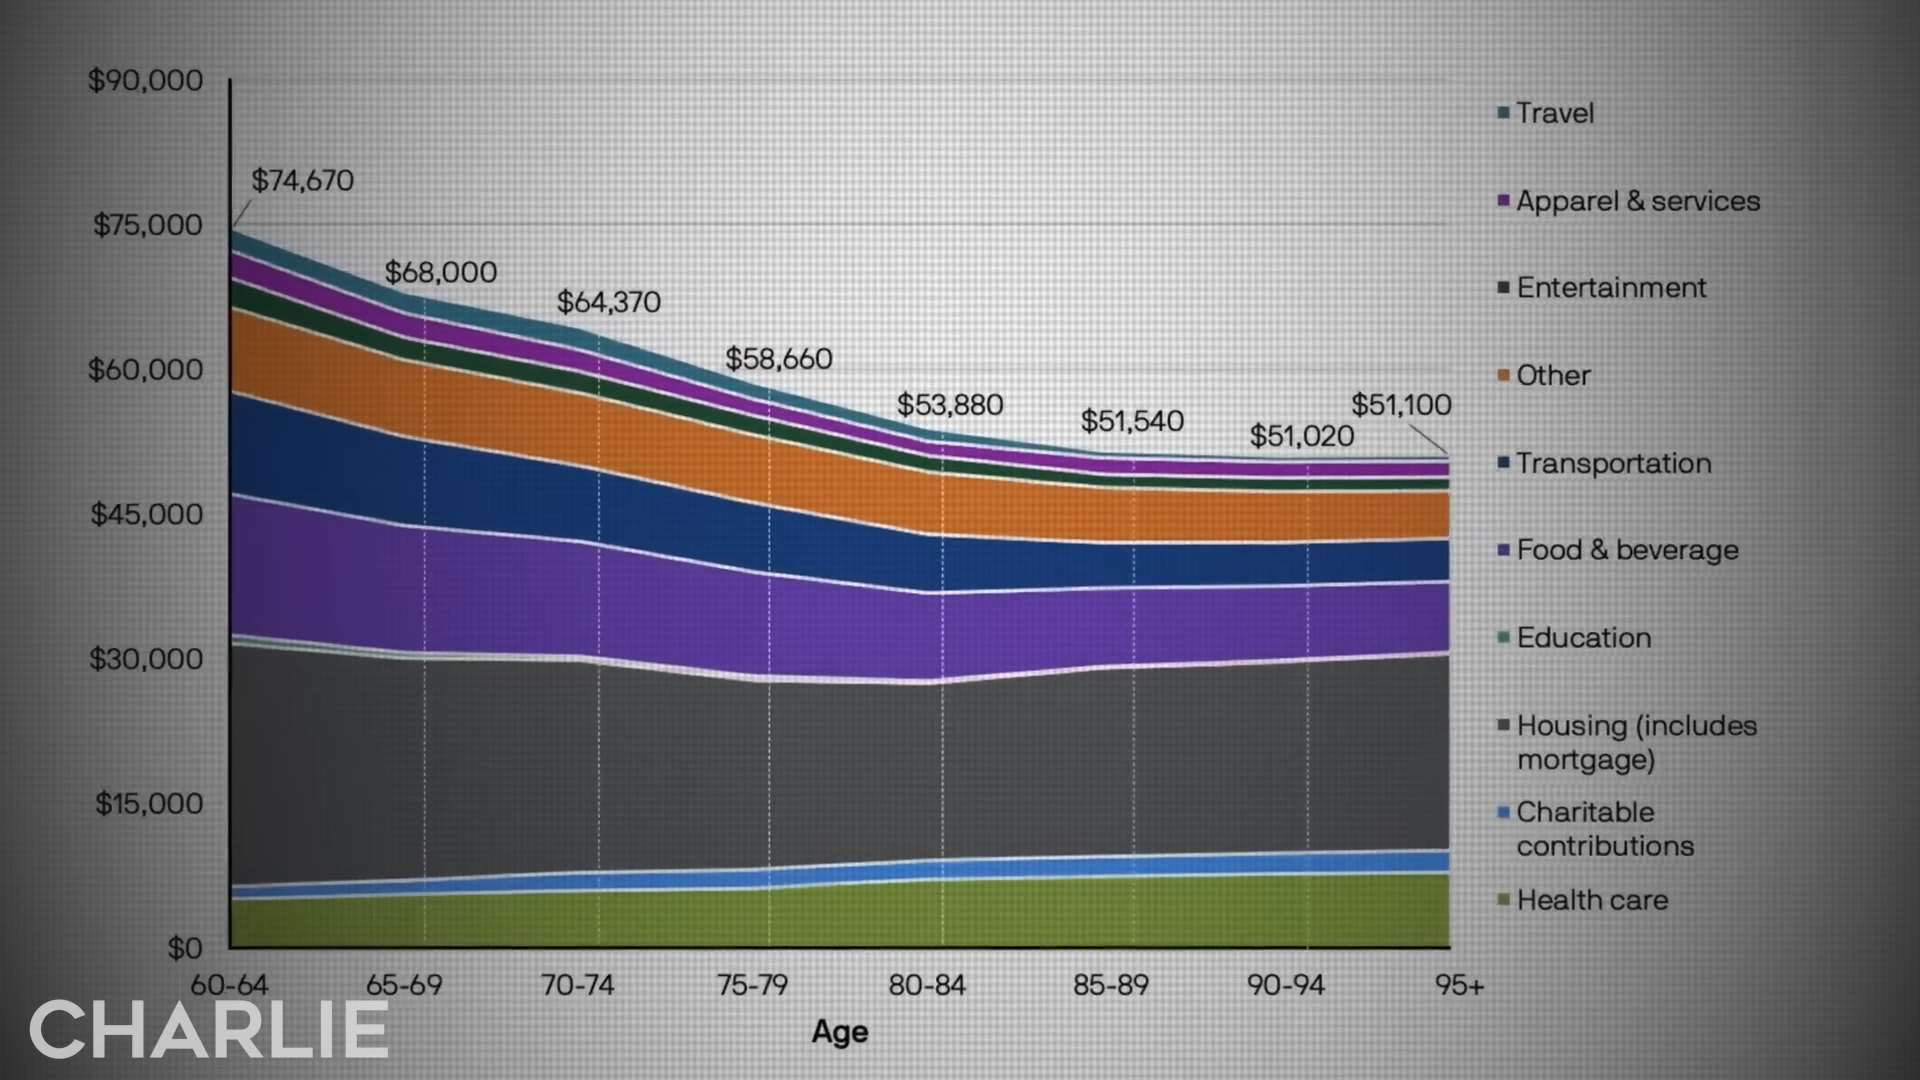 $90,000
$75,000
$60,000
$45,000
$30,000
$15,000
$0
$74,670
$68,000
$64,370
$58,660
$53,880
$51,540
$51,020
$51,100
60-64
65-69
70-74
75-79
80-84
85-89
90-94
95+
Age
Travel
Apparel & services
Entertainment
Other
Transportation
Food & beverage
Education
Housing (includes
mortgage)
Charitable
contributions
Health care
CHARLIE